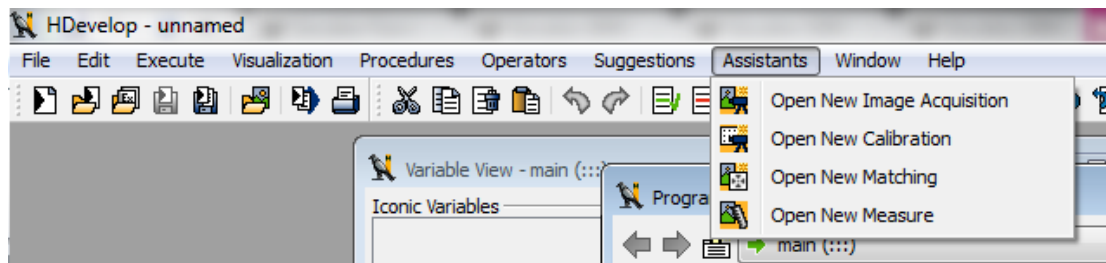 HDevelop - unnamed
File Edit Execute Visualization Procedures Operators Suggestions Assistants Window Help
Open New Image Acquisition
Open New Calibration
Open New Matching
Open New Measure
Variable View - main (:::)
Iconic Variables
Progra
main (:::)